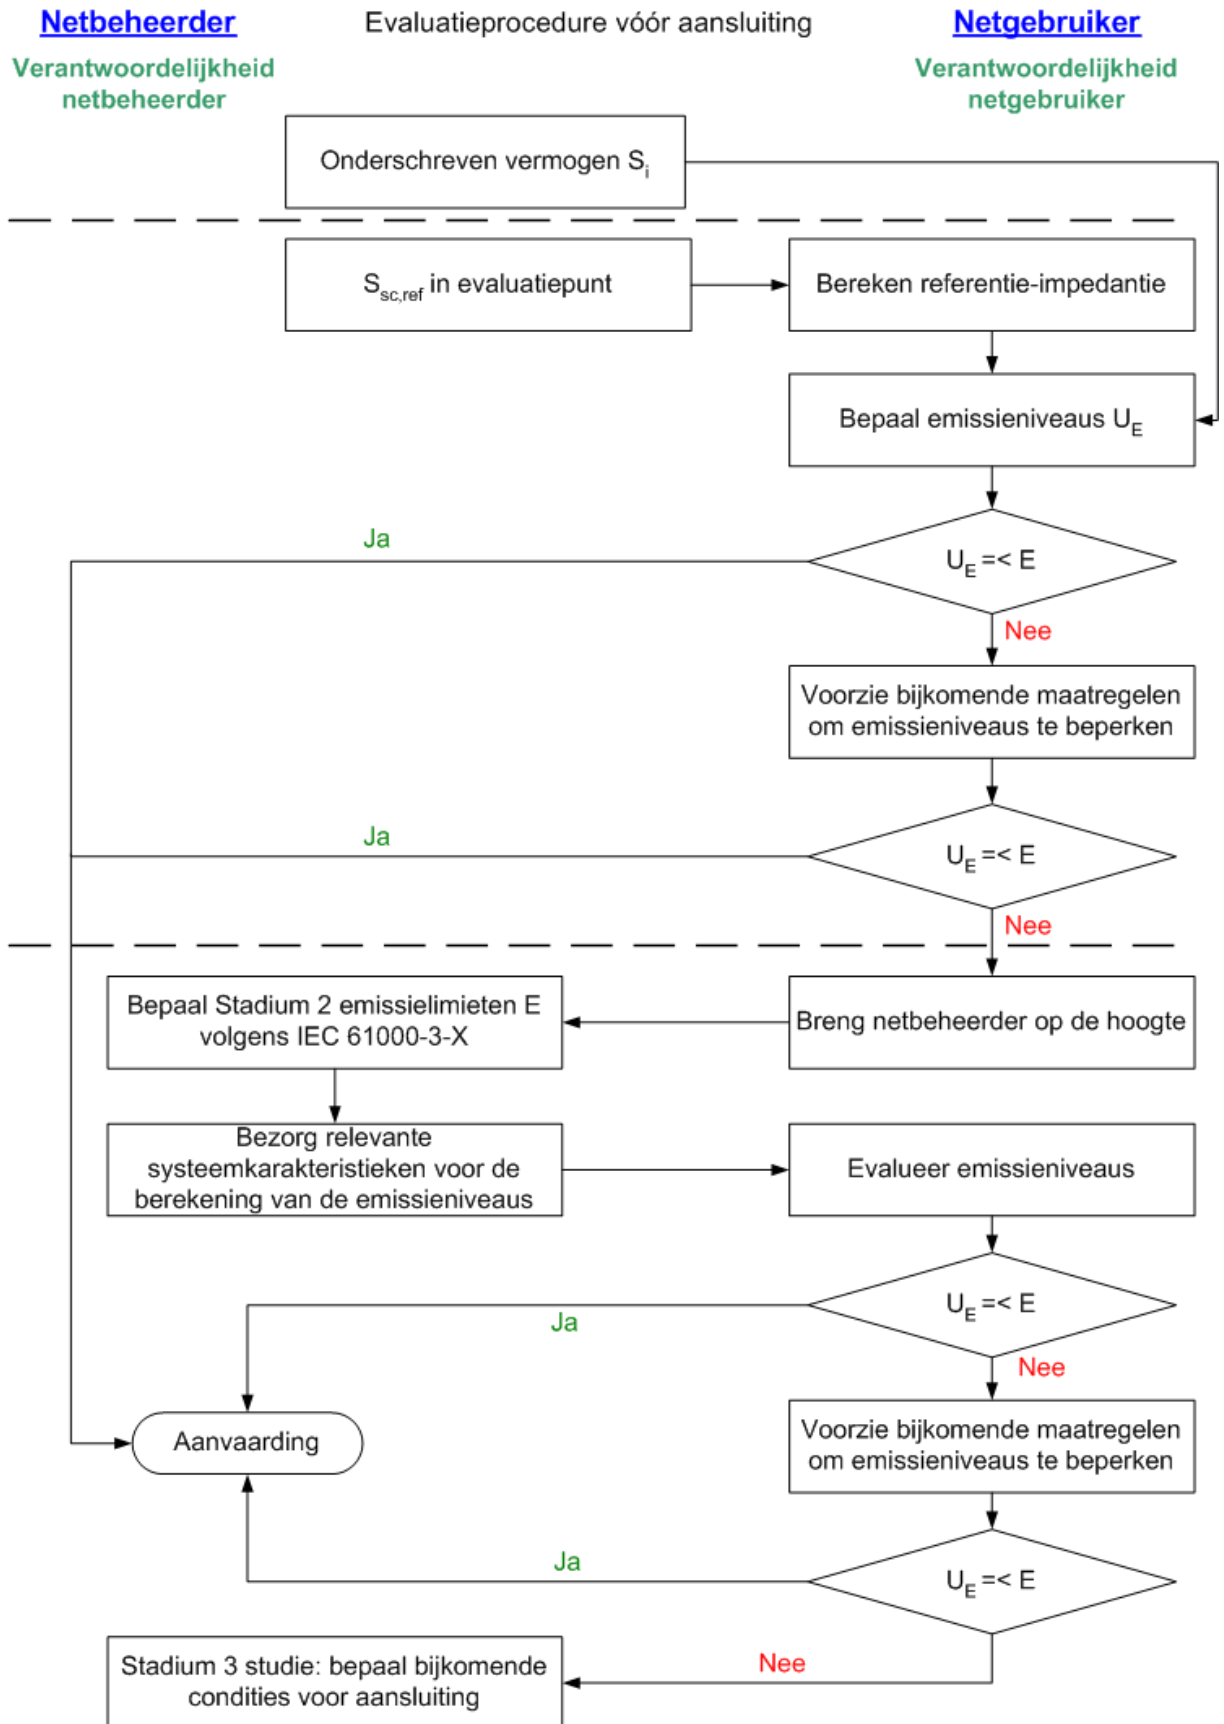 Netbeheerder
Evaluatieprocedure vóór aansluiting
Netgebruiker
Verantwoordelijkheid
netbeheerder
Verantwoordelijkheid
netgebruiker
Onderschreven vermogen Si
Ssc,ref in evaluatiepunt
Bereken referentie-impedantie
Bepaal emissieniveaus UE
Ja
UE =< E
Nee
Voorzie bijkomende maatregelen
om emissieniveaus te beperken
Ja
UE =< E
Nee
Breng netbeheerder op de hoogte
Bepaal Stadium 2 emissielimieten E
volgens IEC 61000-3-X
Bezorg relevante
systeemkarakteristieken voor de
berekening van de emissieniveaus
Evalueer emissieniveaus
UE =< E
Ja
Nee
Aanvaarding
Voorzie bijkomende maatregelen
om emissieniveaus te beperken
Ja
UE =< E
Nee
Stadium 3 studie: bepaal bijkomende
condities voor aansluiting